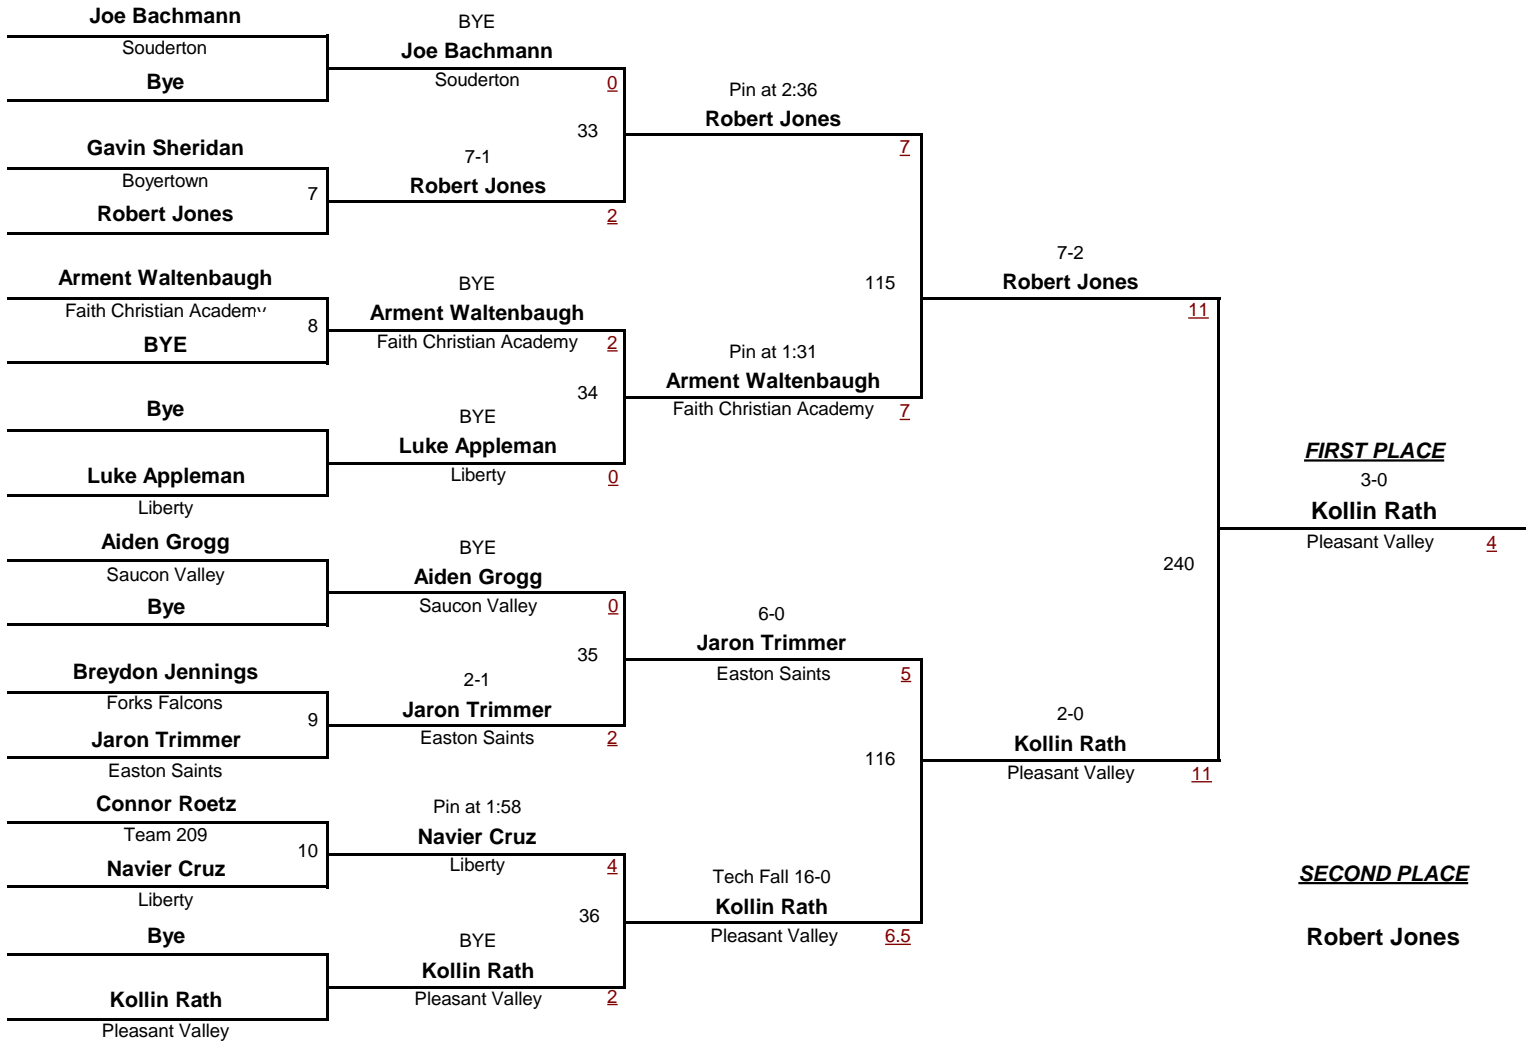 Joe Bachmann
Souderton
Bye
Gavin Sheridan
Boyertown
7
Robert Jones
Arment Waltenbaugh
Faith Christian Academy
8
BYE
Bye
Luke Appleman
Liberty
Aiden Grogg
Saucon Valley
Bye
Breydon Jennings
Forks Falcons
9
Jaron Trimmer
Easton Saints
Connor Roetz
Team 209
10
Navier Cruz
Liberty
Bye
Kollin Rath
Pleasant Valley
BYE
Joe Bachmann
Souderton
0
33
7-1
Robert Jones
2
BYE
Arment Waltenbaugh
Faith Christian Academy
2
34
BYE
Luke Appleman
Liberty
0
BYE
Aiden Grogg
Saucon Valley
0
35
2-1
Jaron Trimmer
Easton Saints
2
Pin at 1:58
Navier Cruz
Liberty
4
36
BYE
Kollin Rath
Pleasant Valley
2
Pin at 2:36
Robert Jones
7
115
Pin at 1:31
Arment Waltenbaugh
Faith Christian Academy
7
6-0
Jaron Trimmer
Easton Saints
5
116
Tech Fall 16-0
Kollin Rath
Pleasant Valley
6.5
7-2
Robert Jones
11
240
2-0
Kollin Rath
Pleasant Valley
11
FIRST PLACE
3-0
Kollin Rath
Pleasant Valley
4
SECOND PLACE
Robert Jones